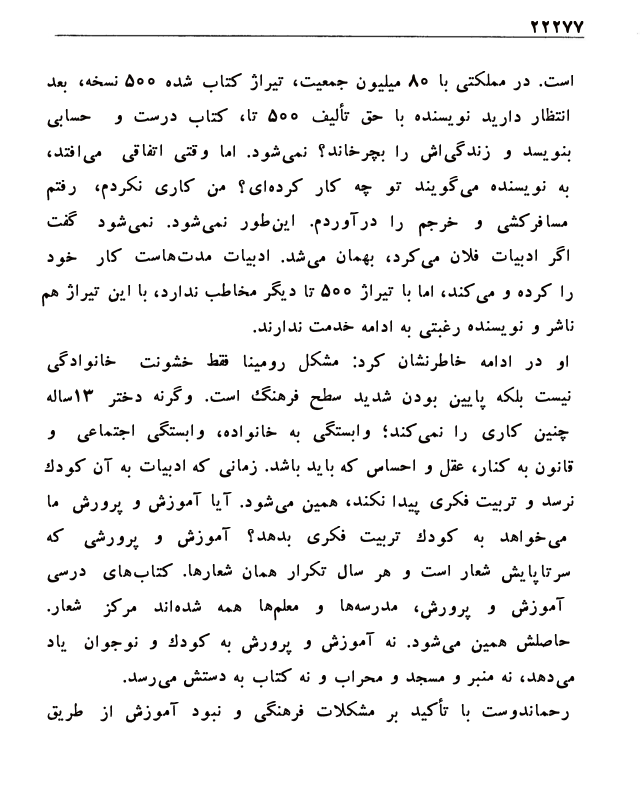 ۲۲۲۷۷
است. در مملکتی با ۸۰ میلیون جمعیت، تیراژ کتاب شده ۵۰۰ نسخه، بعد
انتظار دارید نویسنده با حق تألیف ۵۰۰ تا، کتاب درست و حسابی
بنویسد و زندگی‌اش را بچرخاند؟ نمی‌شود. اما وقتی اتفاقی می‌افتد،
به نویسنده می‌گویند تو چه کار کرده‌ای؟ من کاری نکردم، رفتم
مسافرکشی و خرجم را درآوردم. این‌طور نمی‌شود. نمی‌شود گفت
اگر ادبیات فلان می‌کرد، بهمان می‌شد. ادبیات مدت‌هاست کار خود
را کرده و می‌کند، اما با تیراژ ۵۰۰ تا دیگر مخاطب ندارد، با این تیراژ هم
ناشر و نویسنده رغبتی به ادامه خدمت ندارند.
او در ادامه خاطرنشان کرد: مشکل رومینا فقط خشونت خانوادگی
نیست بلکه پایین بودن شدید سطح فرهنگ است. وگرنه دختر ۱۳ساله
چنین کاری را نمی‌کند؛ وابستگی به خانواده، وابستگی اجتماعی و
قانون به کنار، عقل و احساس که باید باشد. زمانی که ادبیات به آن کودك
نرسد و تربیت فکری پیدا نکند، همین می‌شود. آیا آموزش و پرورش ما
می‌خواهد به کودك تربیت فکری بدهد؟ آموزش و پرورشی که
سرتاپایش شعار است و هر سال تکرار همان شعارها. کتاب‌های درسی
آموزش و پرورش، مدرسه‌ها و معلم‌ها همه شده‌اند مرکز شعار.
حاصلش همین می‌شود. نه آموزش و پرورش به کودك و نوجوان یاد
می‌دهد، نه منبر و مسجد و محراب و نه کتاب به دستش می‌رسد.
رحماندوست با تأکید بر مشکلات فرهنگی و نبود آموزش از طریق